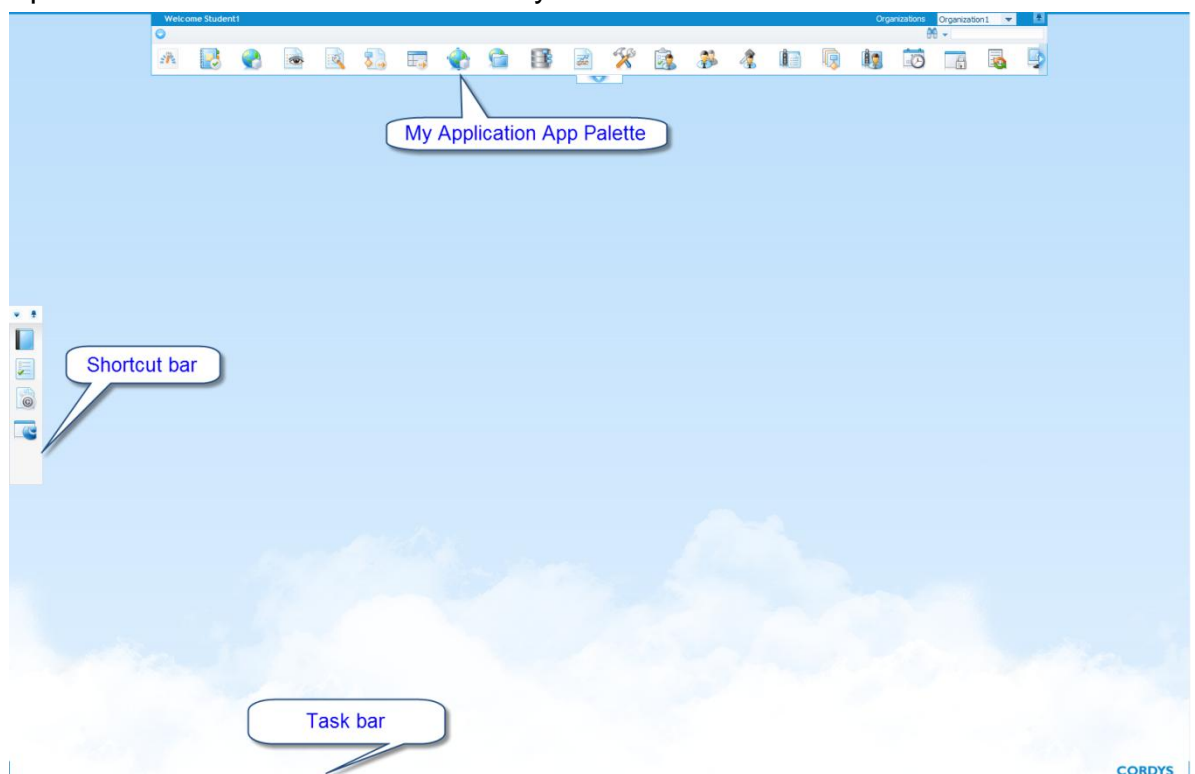 Welcome Student1
Organizations Organization1
My Application App Palette
Shortcut bar
Task bar
CORDYS